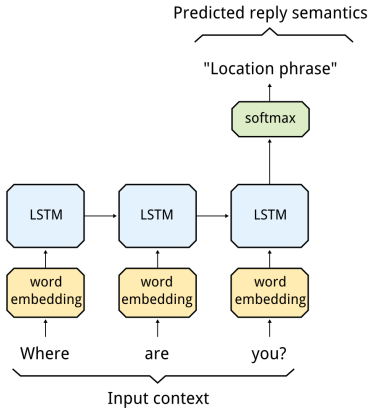 Predicted reply semantics
"Location phrase"
softmax
LSTM LSTM LSTM
word embedding word embedding word embedding
Where are you?
Input context